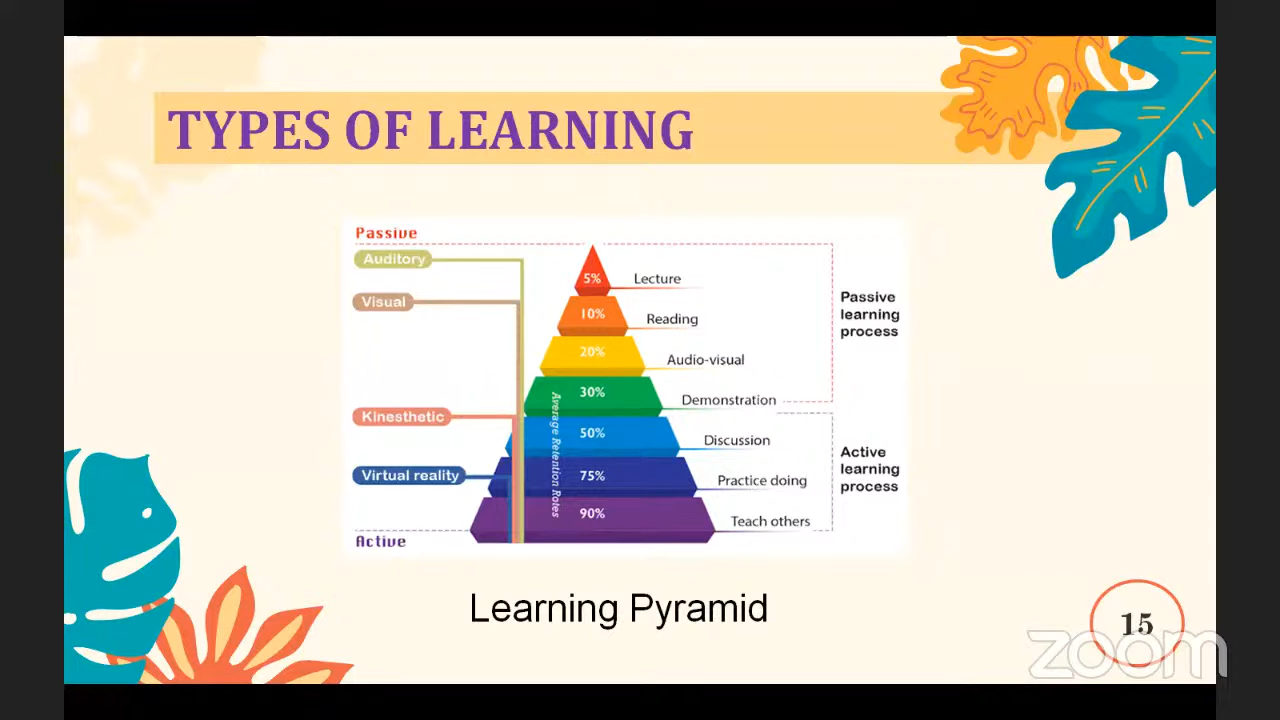 TYPES OF LEARNING
Passive
Auditory
Visual
Kinesthetic
Virtual reality
Active
5%
Lecture
10%
Reading
20%
Audio-visual
30%
Demonstration
50%
Discussion
75%
Practice doing
90%
Teach others
Average Retention Rotes
Passive
learning
process
Active
learning
process
Learning Pyramid
15
zoom